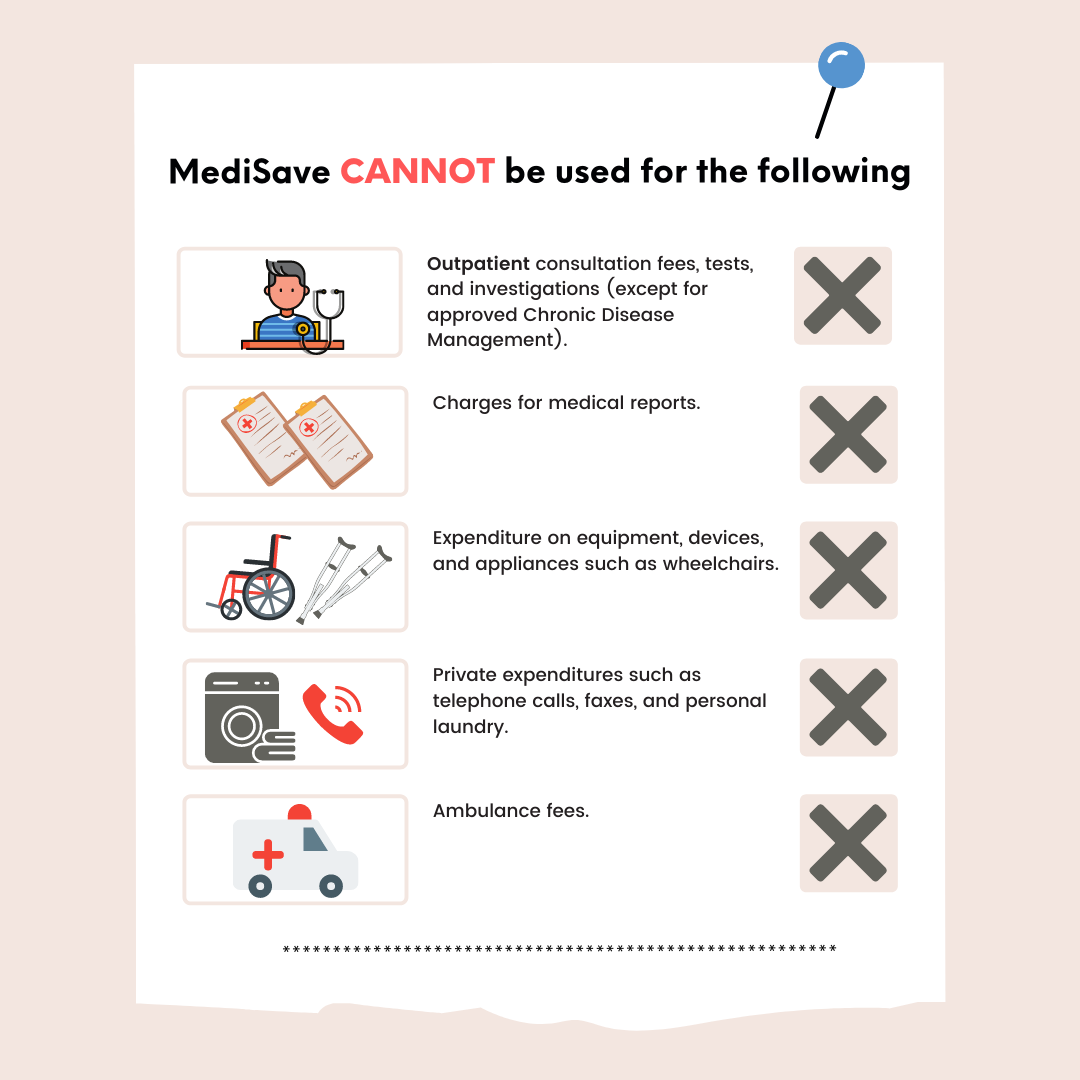 MediSave CANNOT be used for the following
Outpatient consultation fees, tests,
and investigations (except for
approved Chronic Disease
Management).
Charges for medical reports.
Expenditure on equipment, devices,
and appliances such as wheelchairs.
Private expenditures such as
telephone calls, faxes, and personal
laundry.
Ambulance fees.
*******************************************************